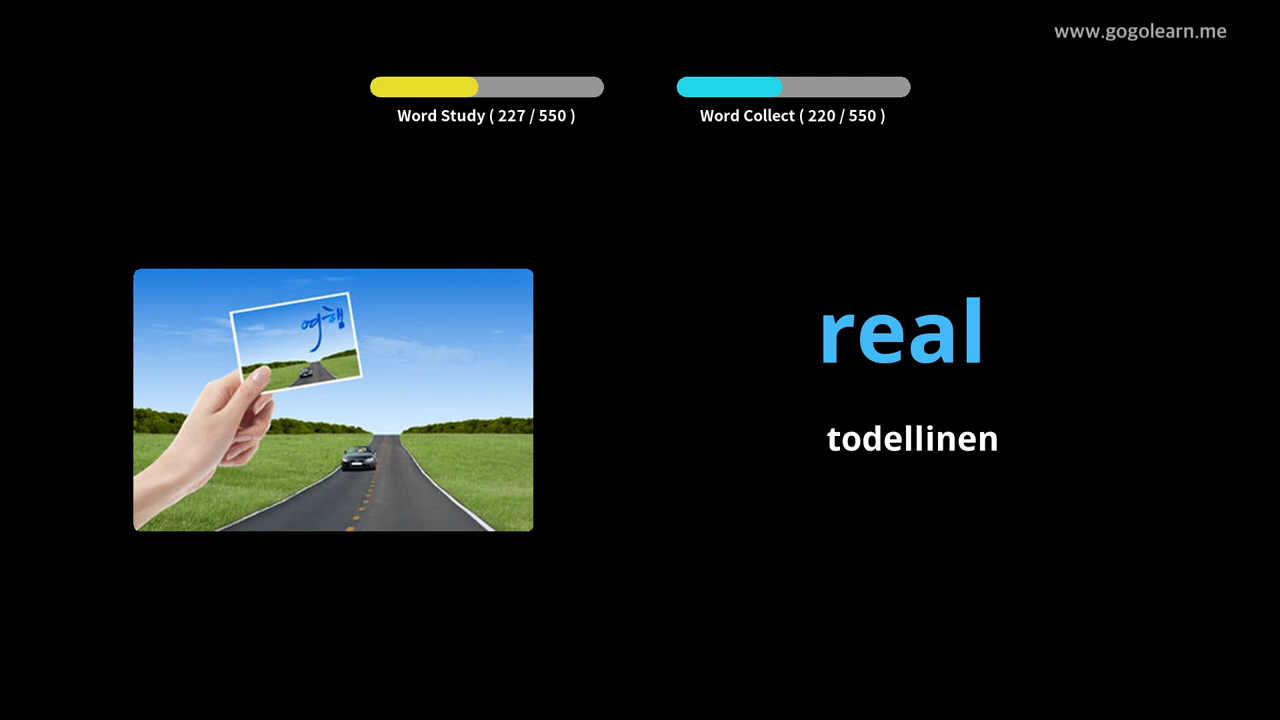 www.gogolearn.me
Word Study ( 227 / 550 )
Word Collect ( 220 / 550 )
여행
real
todellinen